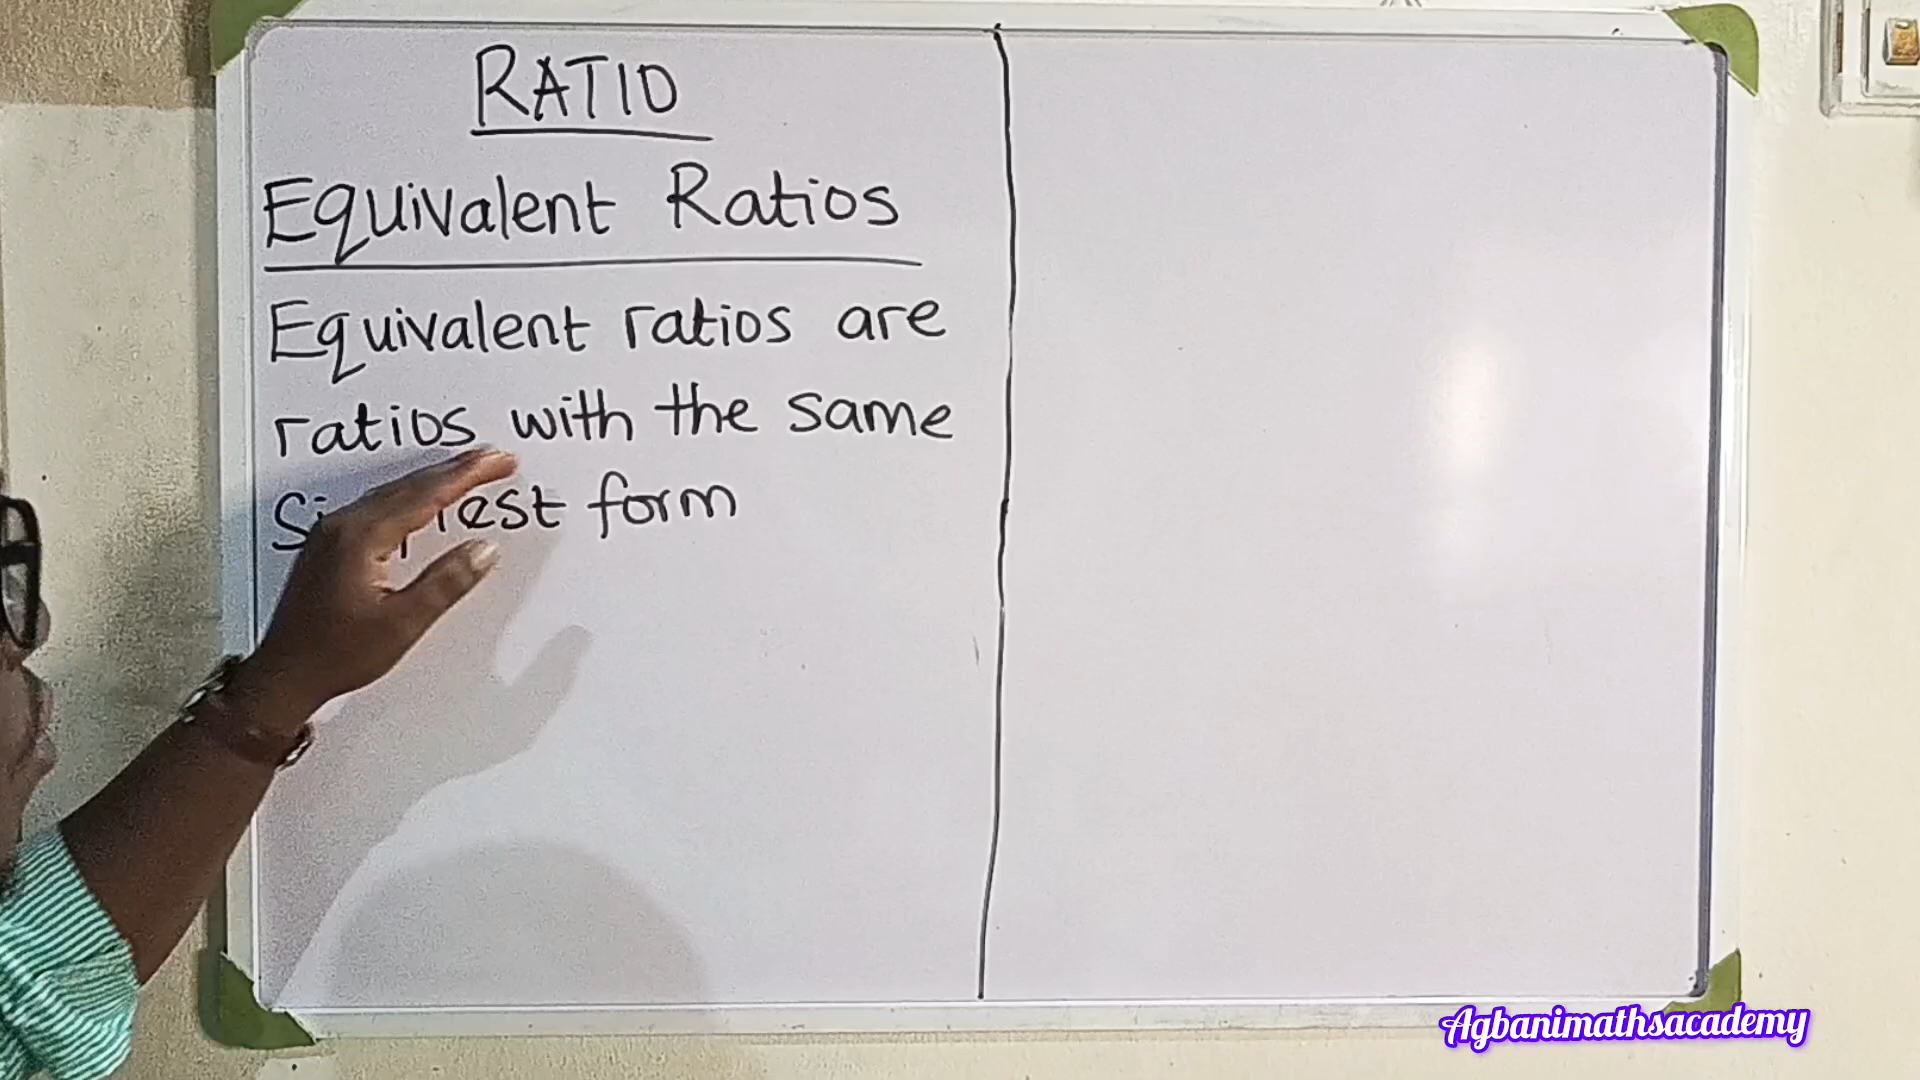 RATIO
Equivalent Ratios
Equivalent ratios are
ratios with the same
form
Agbanimathsacademy